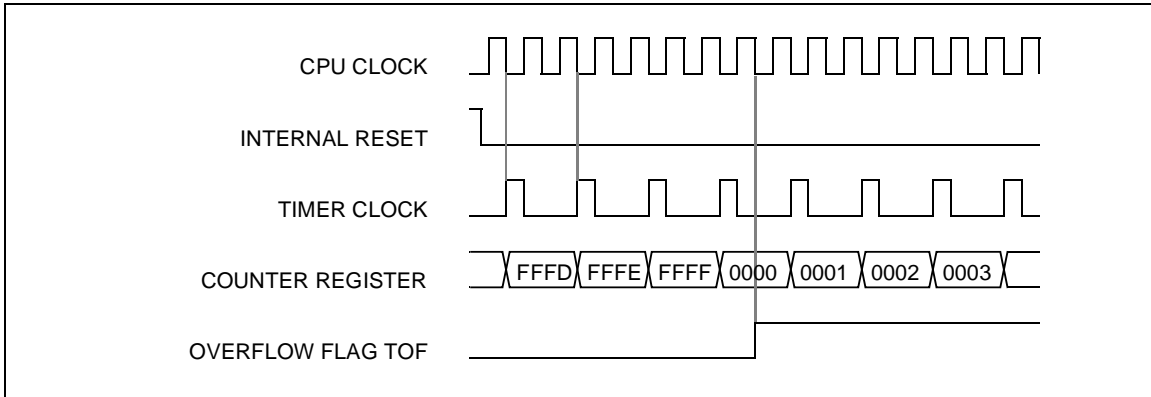 CPU CLOCK
INTERNAL RESET
TIMER CLOCK
COUNTER REGISTER FFFD FFFE FFFF 0000 0001 0002 0003
OVERFLOW FLAG TOF